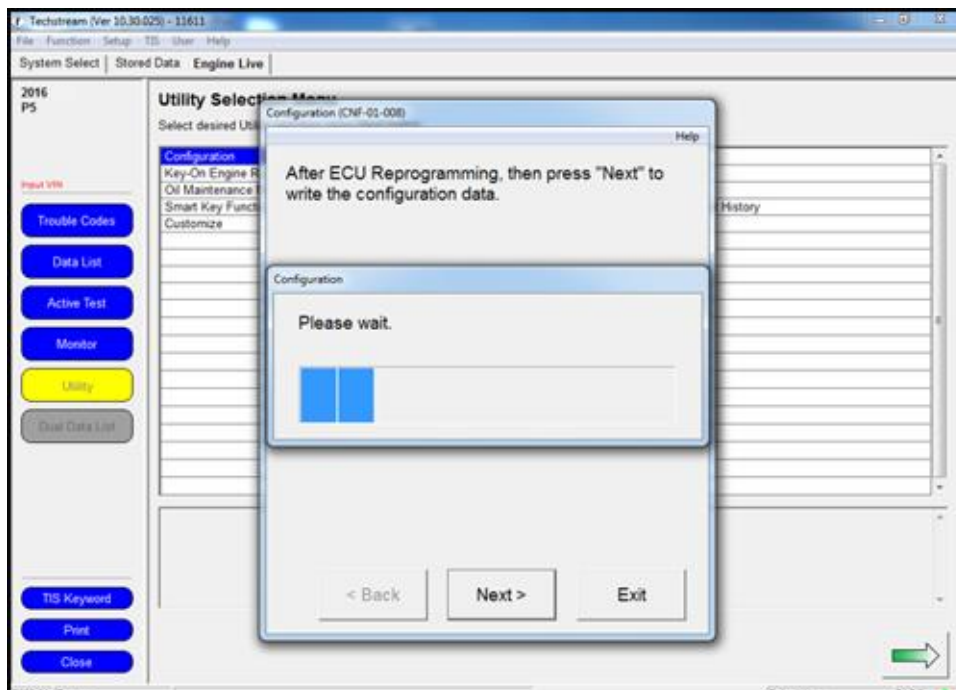 Techstream (Ver 10.30.025) - 11611
File Function Setup TIS User Help
System Select Stored Data Engine Live
2016
P5
Input VIN
Trouble Codes
Data List
Active Test
Monitor
Utility
Dual Data List
TIS Keyword
Print
Close
Utility Selection Menu
Select desired
Configuration
Key-On Engine
Oil Maintenance
Smart Key
History
Customize
Configuration (CNF-01-008)
Help
After ECU Reprogramming, then press "Next" to
write the configuration data.
Configuration
Please wait.
< Back Next > Exit